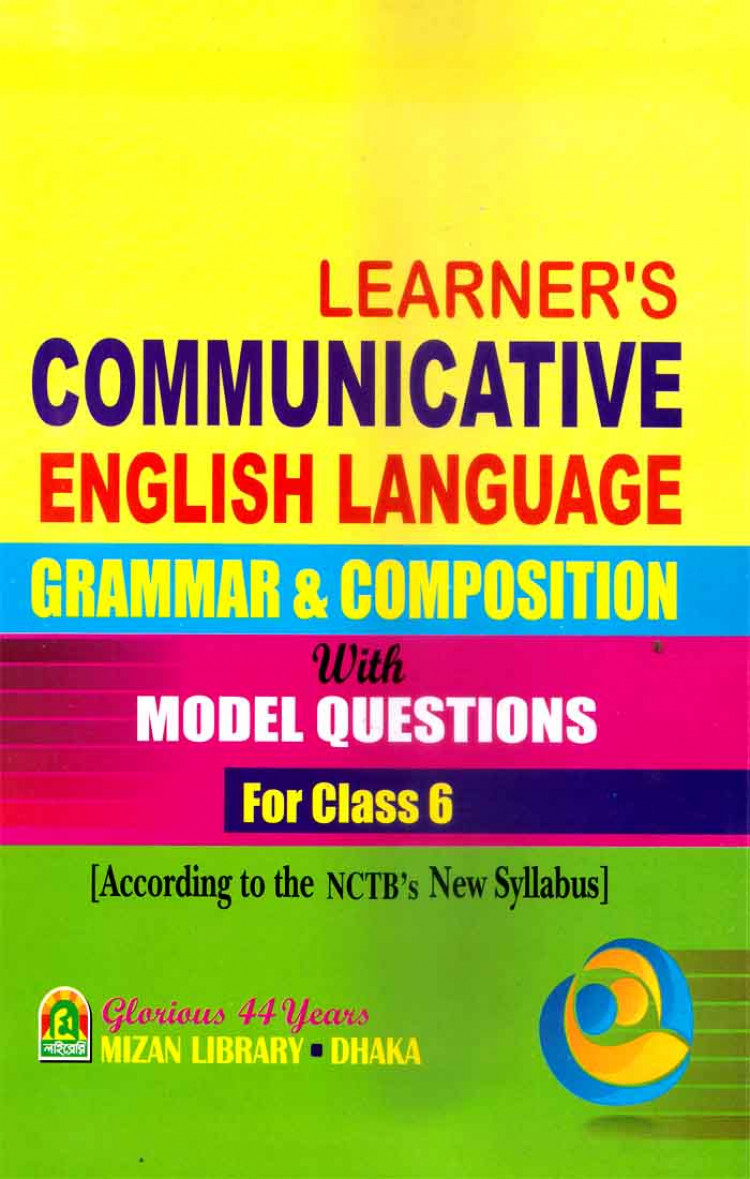 LEARNER'S
COMMUNICATIVE
ENGLISH LANGUAGE
GRAMMAR & COMPOSITION
With
MODEL QUESTIONS
For Class 6
[According to the NCTB's New Syllabus]
Glorious 44 Years
মি
লাইব্রেরি
MIZAN LIBRARY ▪ DHAKA